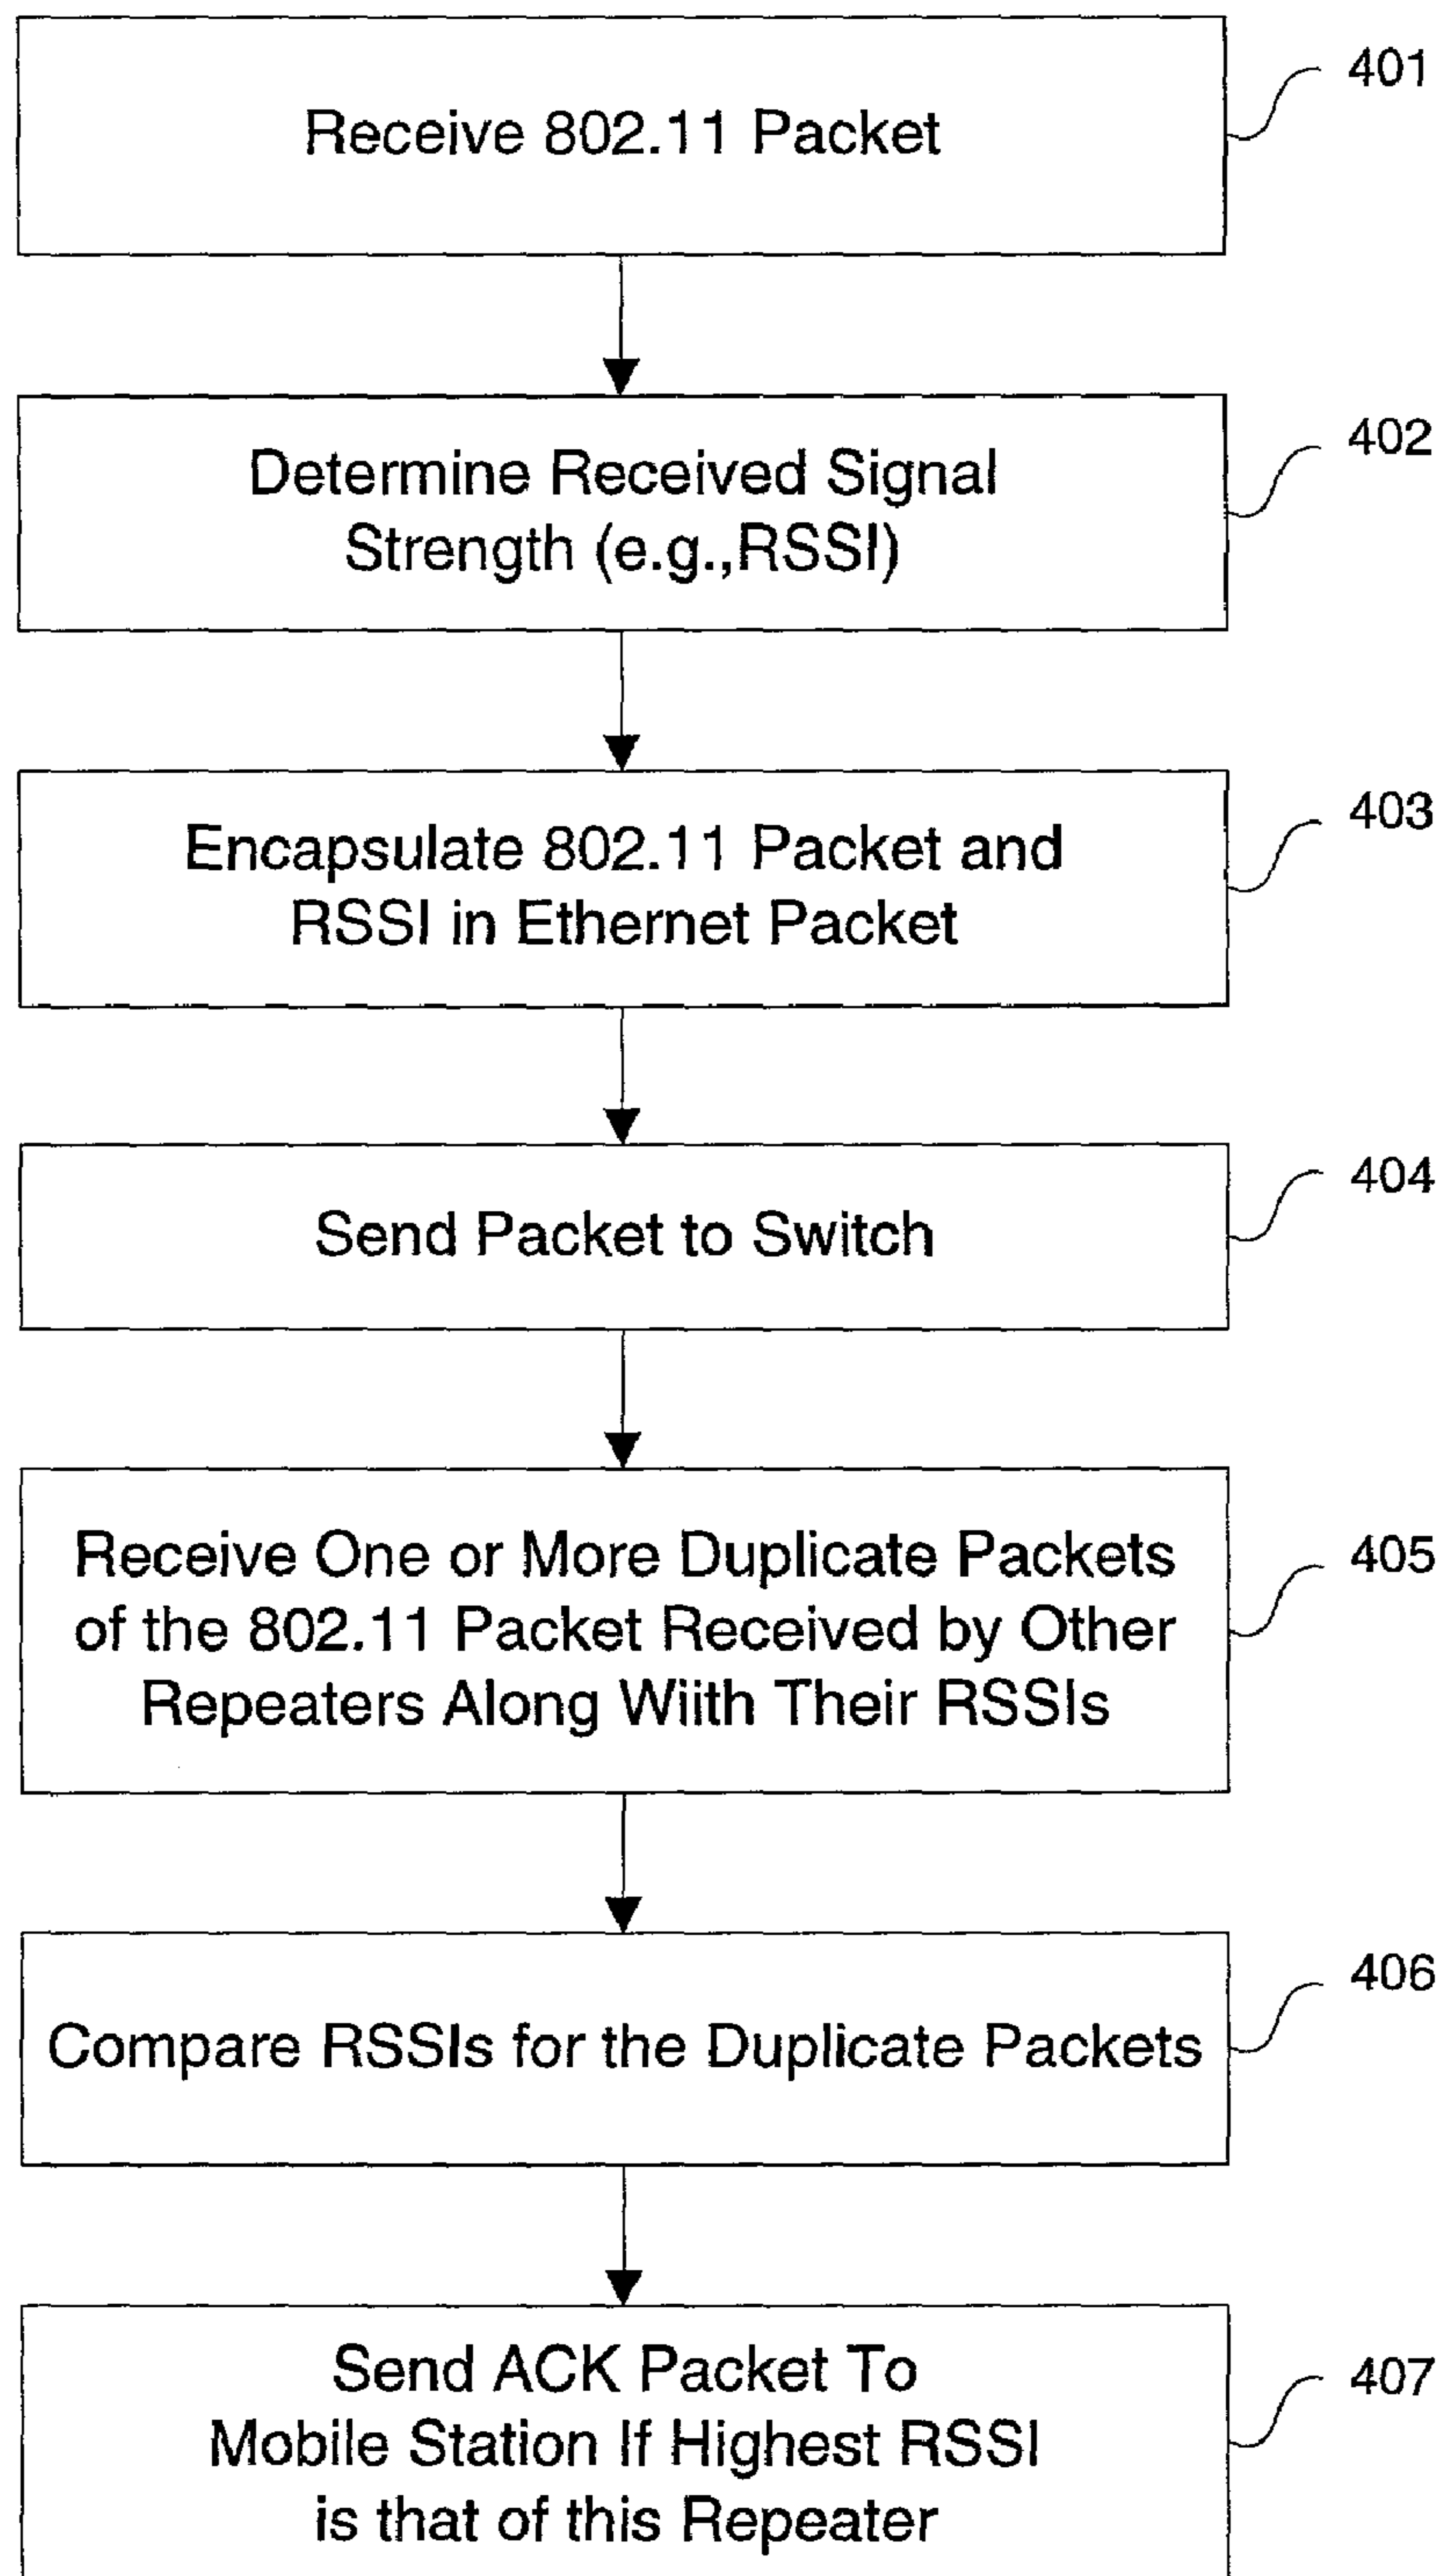 Receive 802.11 Packet
401
Determine Received Signal
Strength (e.g.,RSSI)
402
Encapsulate 802.11 Packet and
RSSI in Ethernet Packet
403
Send Packet to Switch
404
Receive One or More Duplicate Packets
of the 802.11 Packet Received by Other
Repeaters Along Wiith Their RSSIs
405
Compare RSSIs for the Duplicate Packets
406
Send ACK Packet To
Mobile Station If Highest RSSI
is that of this Repeater
407